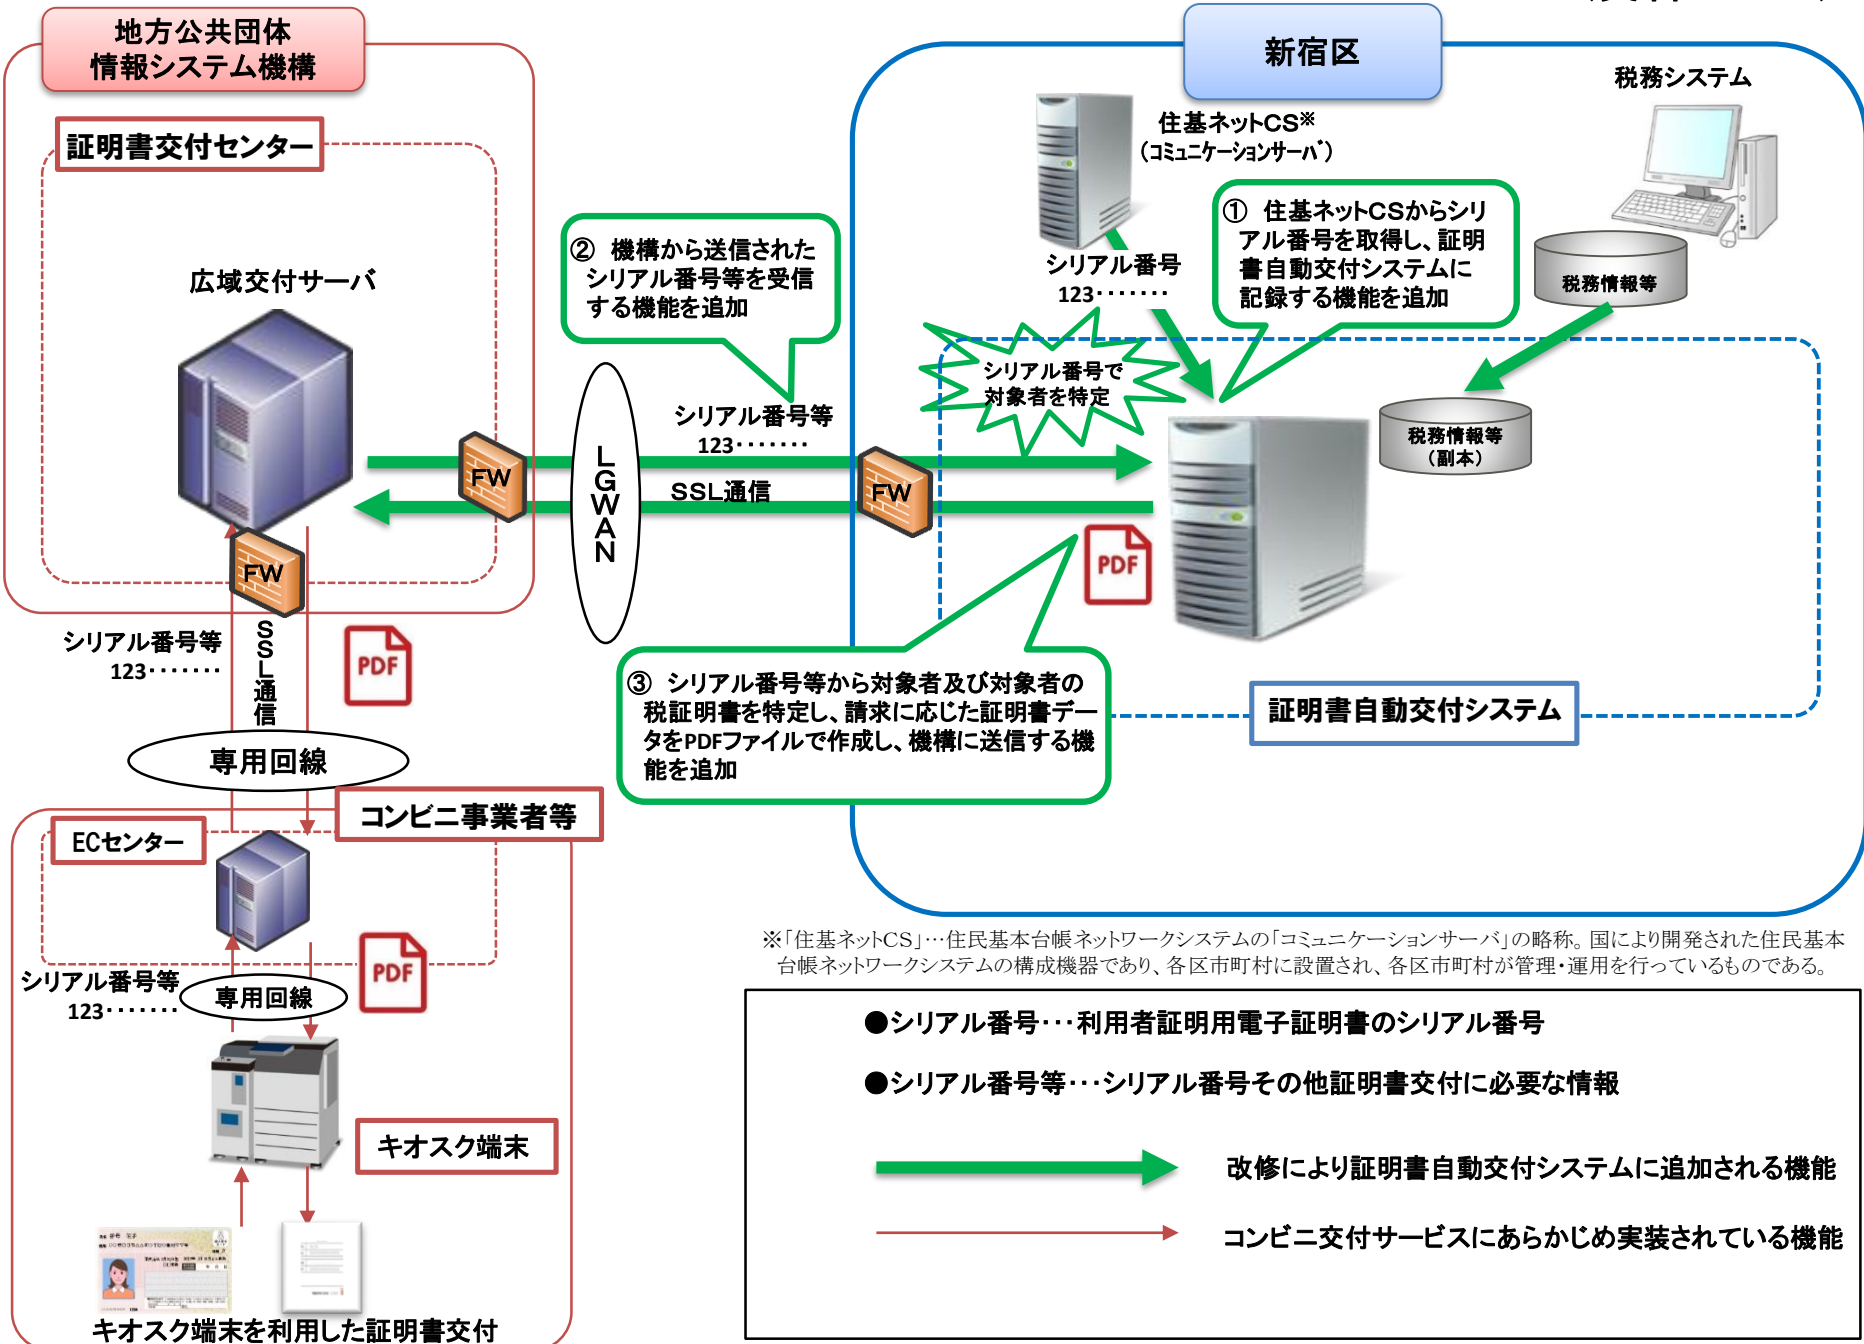 地方公共団体
情報システム機構
証明書交付センター
広域交付サーバ
FW
FW
シリアル番号等
123‥‥‥‥
SSL通信
PDF
専用回線
コンビニ事業者等
ECセンター
シリアル番号等
123‥‥‥‥
専用回線
PDF
キオスク端末
キオスク端末を利用した証明書交付
② 機構から送信された
シリアル番号等を受信
する機能を追加
LGWAN
シリアル番号等
123‥‥‥‥
SSL通信
FW
新宿区
住基ネットCS※
(コミュニケーションサーバ)
シリアル番号
123‥‥‥‥
① 住基ネットCSからシリ
アル番号を取得し、証明
書自動交付システムに
記録する機能を追加
税務システム
税務情報等
税務情報等
(副本)
シリアル番号で
対象者を特定
PDF
③ シリアル番号等から対象者及び対象者の
税証明書を特定し、請求に応じた証明書デー
タをPDFファイルで作成し、機構に送信する機
能を追加
証明書自動交付システム
※「住基ネットCS」…住民基本台帳ネットワークシステムの「コミュニケーションサーバ」の略称。国により開発された住民基本
台帳ネットワークシステムの構成機器であり、各区市町村に設置され、各区市町村が管理・運用を行っているものである。
●シリアル番号…利用者証明用電子証明書のシリアル番号
●シリアル番号等…シリアル番号その他証明書交付に必要な情報
改修により証明書自動交付システムに追加される機能
コンビニ交付サービスにあらかじめ実装されている機能